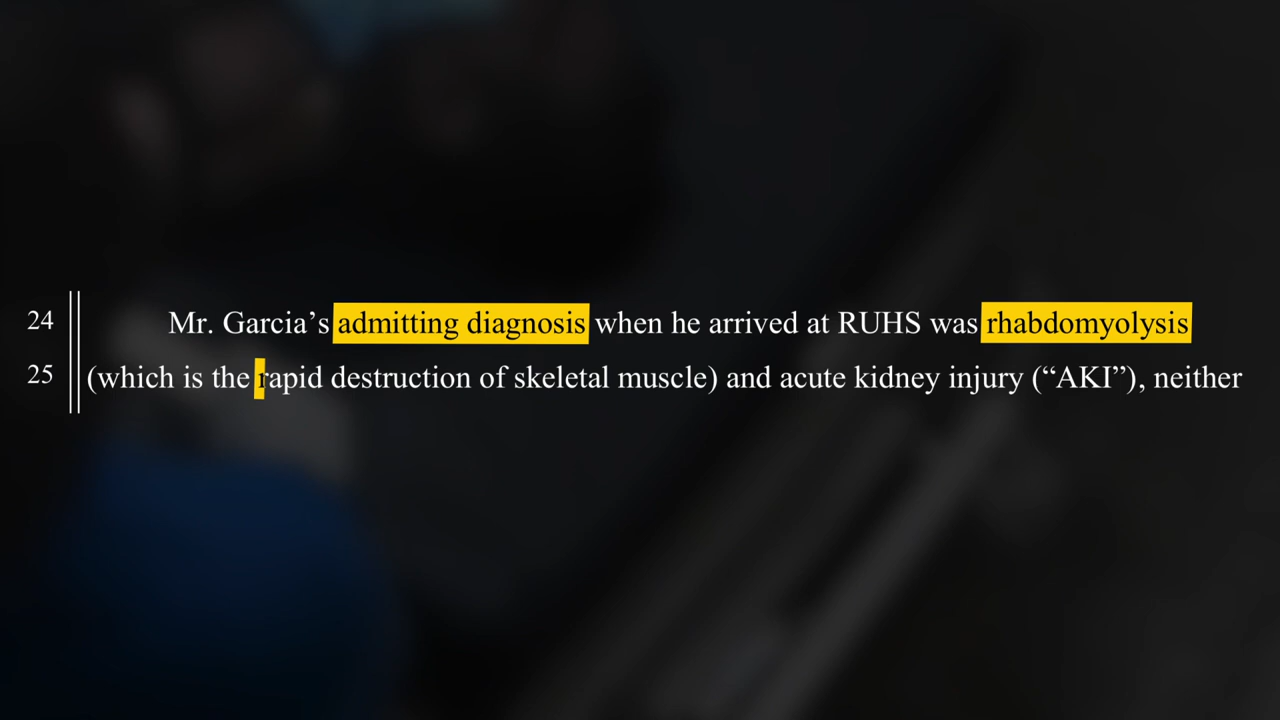 24 Mr. Garcia’s admitting diagnosis when he arrived at RUHS was rhabdomyolysis
25 (which is the rapid destruction of skeletal muscle) and acute kidney injury (“AKI”), neither